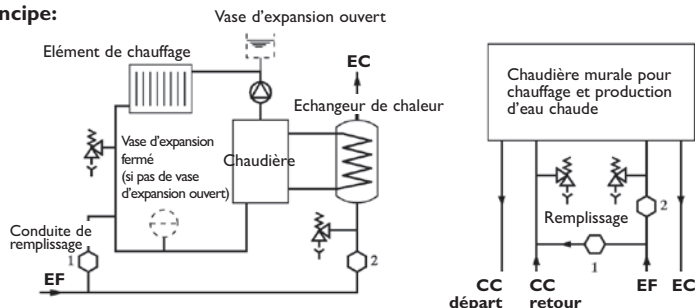 ncipe:
Vase d'expansion ouvert
Elément de chauffage
EC
Echangeur de chaleur
Vase d'expansion
fermé
(si pas de vase
d'expansion ouvert)
Chaudière
Conduite de
remplissage
1
2
EF
Chaudière murale pour
chauffage et production
d'eau chaude
Remplissage
2
1
CC
départ
CC
retour
EF
EC